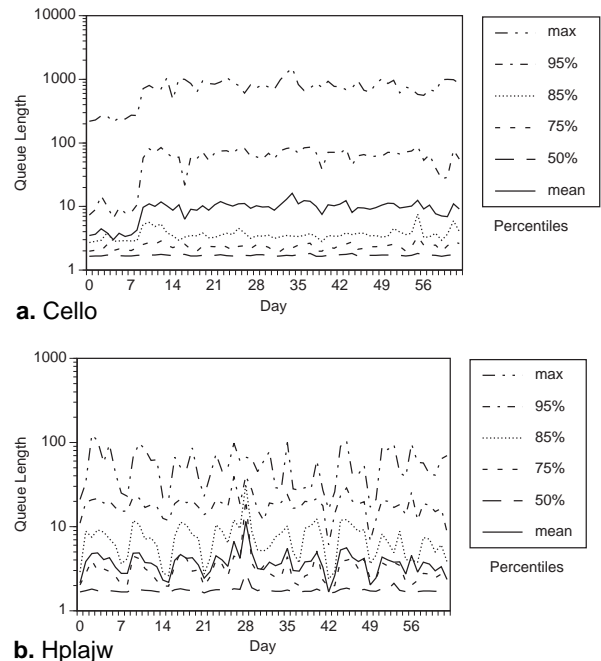 10000
1000
100
10
1
Queue Length
0 7 14 21 28 35 42 49 56
Day
max
95%
85%
75%
50%
mean
Percentiles
a. Cello
1000
100
10
1
Queue Length
0 7 14 21 28 35 42 49 56
Day
max
95%
85%
75%
50%
mean
Percentiles
b. Hplajw